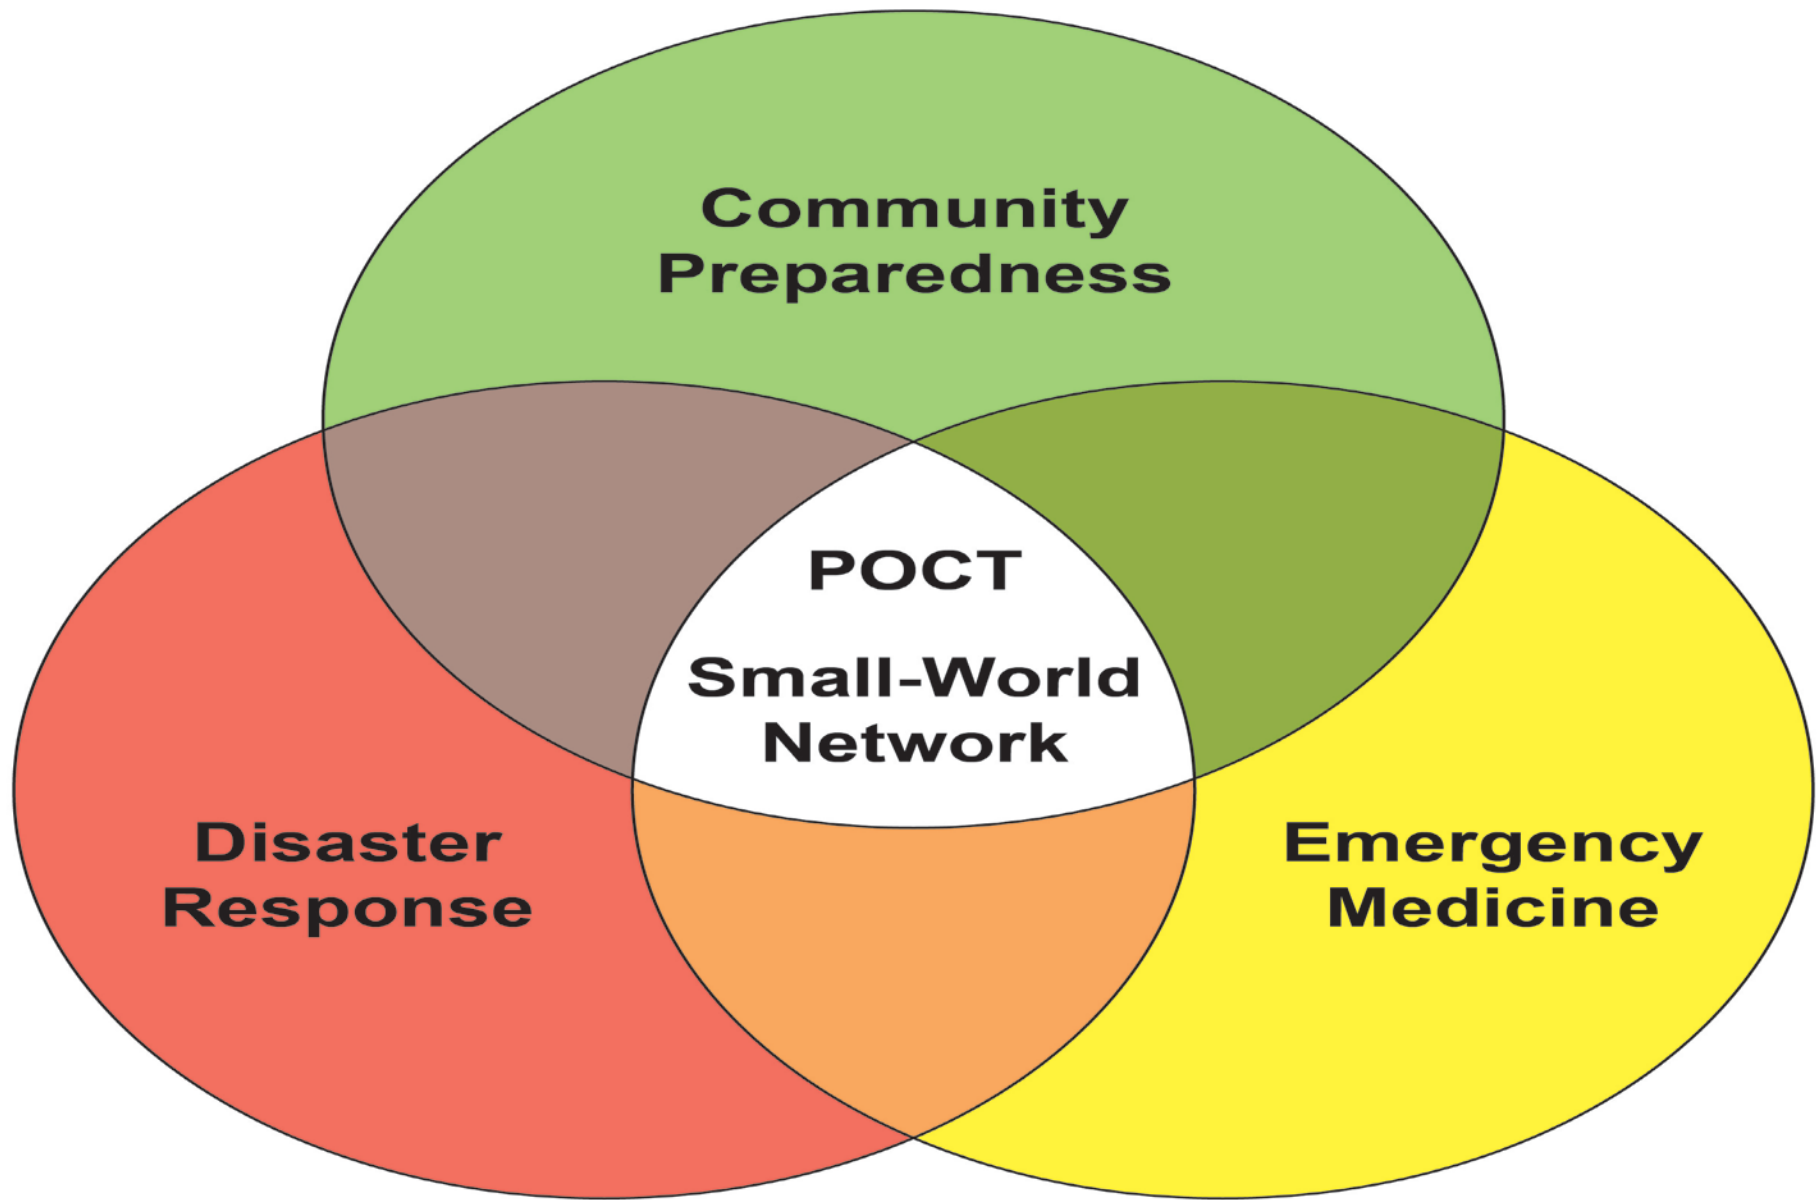 Community
Preparedness
POCT
Small-World
Network
Disaster
Response
Emergency
Medicine